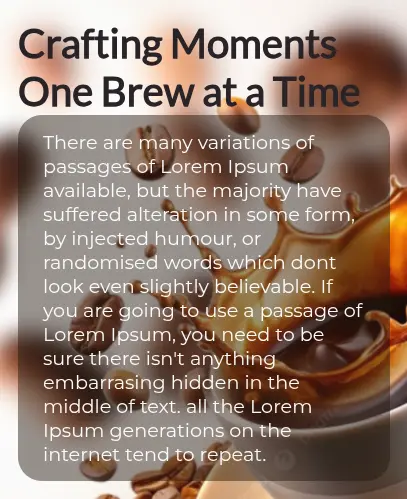 Crafting Moments
One Brew at a Time
There are many variations of
passages of Lorem Ipsum
available, but the majority have
suffered alteration in some form,
by injected humour, or
randomised words which dont
look even slightly believable. If
you are going to use a passage of
Lorem Ipsum, you need to be
sure there isn't anything
embarrassing hidden in the
middle of text. all the Lorem
Ipsum generations on the
internet tend to repeat.